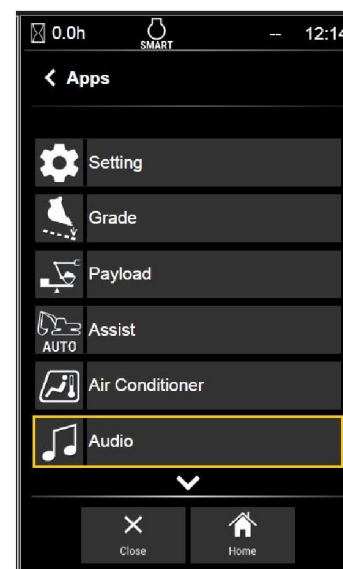 0.0h
SMART
--
12:14
Apps
Setting
Grade
Payload
AUTO
Assist
Air Conditioner
Audio
Close
Home